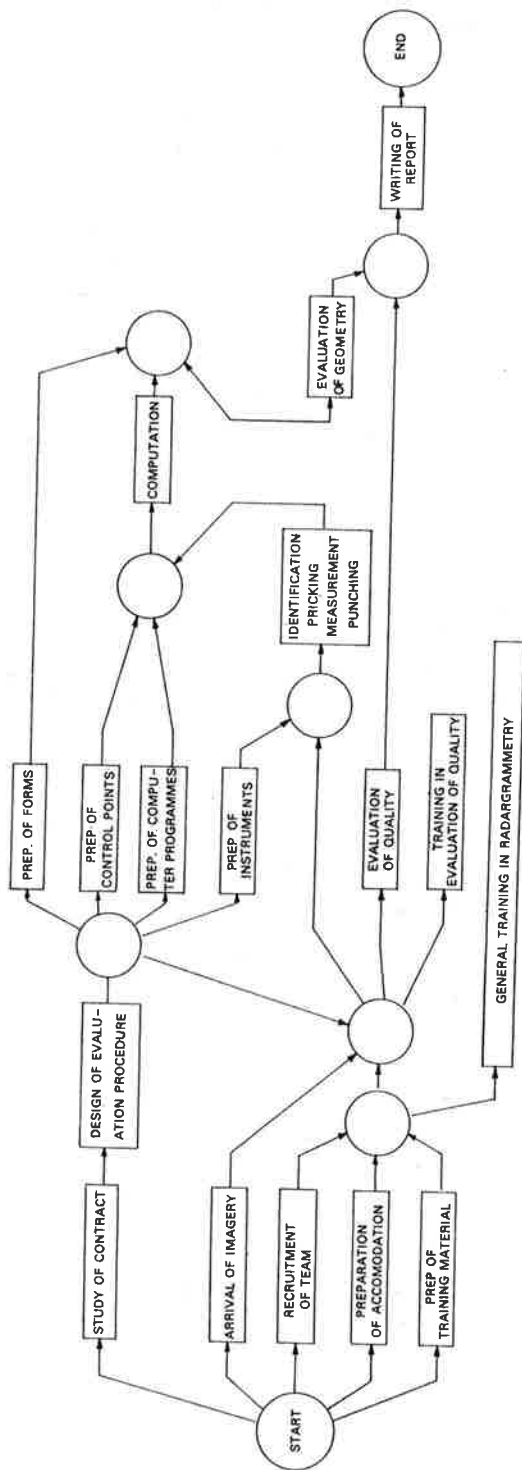 START
STUDY OF CONTRACT
ARRIVAL OF IMAGERY
RECRUITMENT
OF TEAM
PREPARATION
OF ACCOMODATION
PREP OF
TRAINING MATERIAL
DESIGN OF EVALU-
ATION PROCEDURE
PREP. OF FORMS
PREP OF
CONTROL POINTS
PREP. OF COMPU-
TER PROGRAMMES
PREP OF
INSTRUMENTS
EVALUATION
OF QUALITY
TRAINING IN
EVALUATION OF QUALITY
GENERAL TRAINING IN RADARGRAMMETRY
IDENTIFICATION
PRICKING
MEASUREMENT
PUNCHING
COMPUTATION
EVALUATION
OF GEOMETRY
WRITING OF
REPORT
END